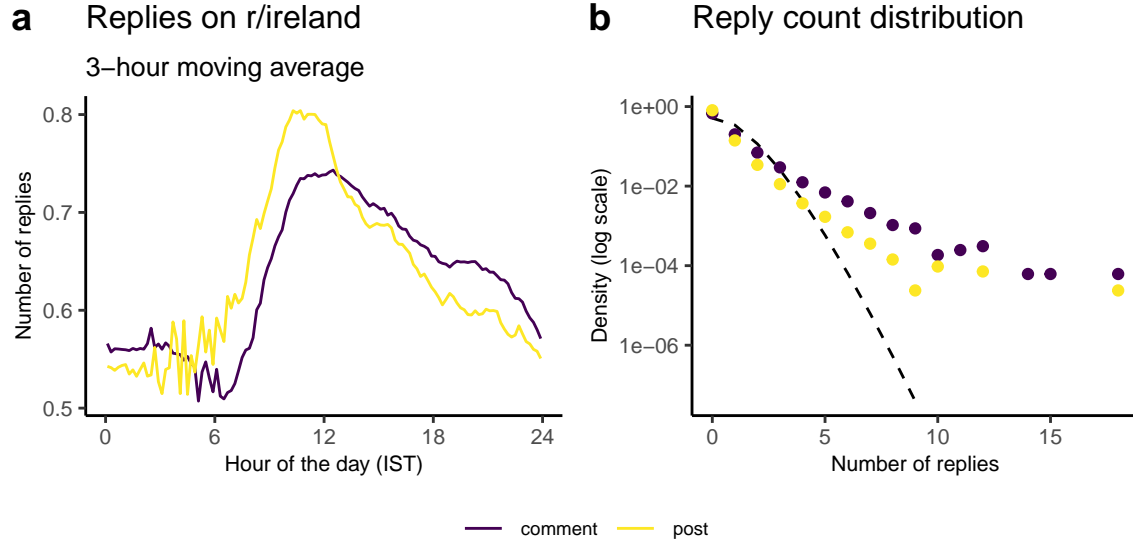 a Replies on r/ireland
3−hour moving average
0.8
0.7
0.6
0.5
Number of replies
0 6 12 18 24
Hour of the day (IST)
b Reply count distribution
1e+00
1e−02
1e−04
1e−06
Density (log scale)
0 5 10 15
Number of replies
comment post